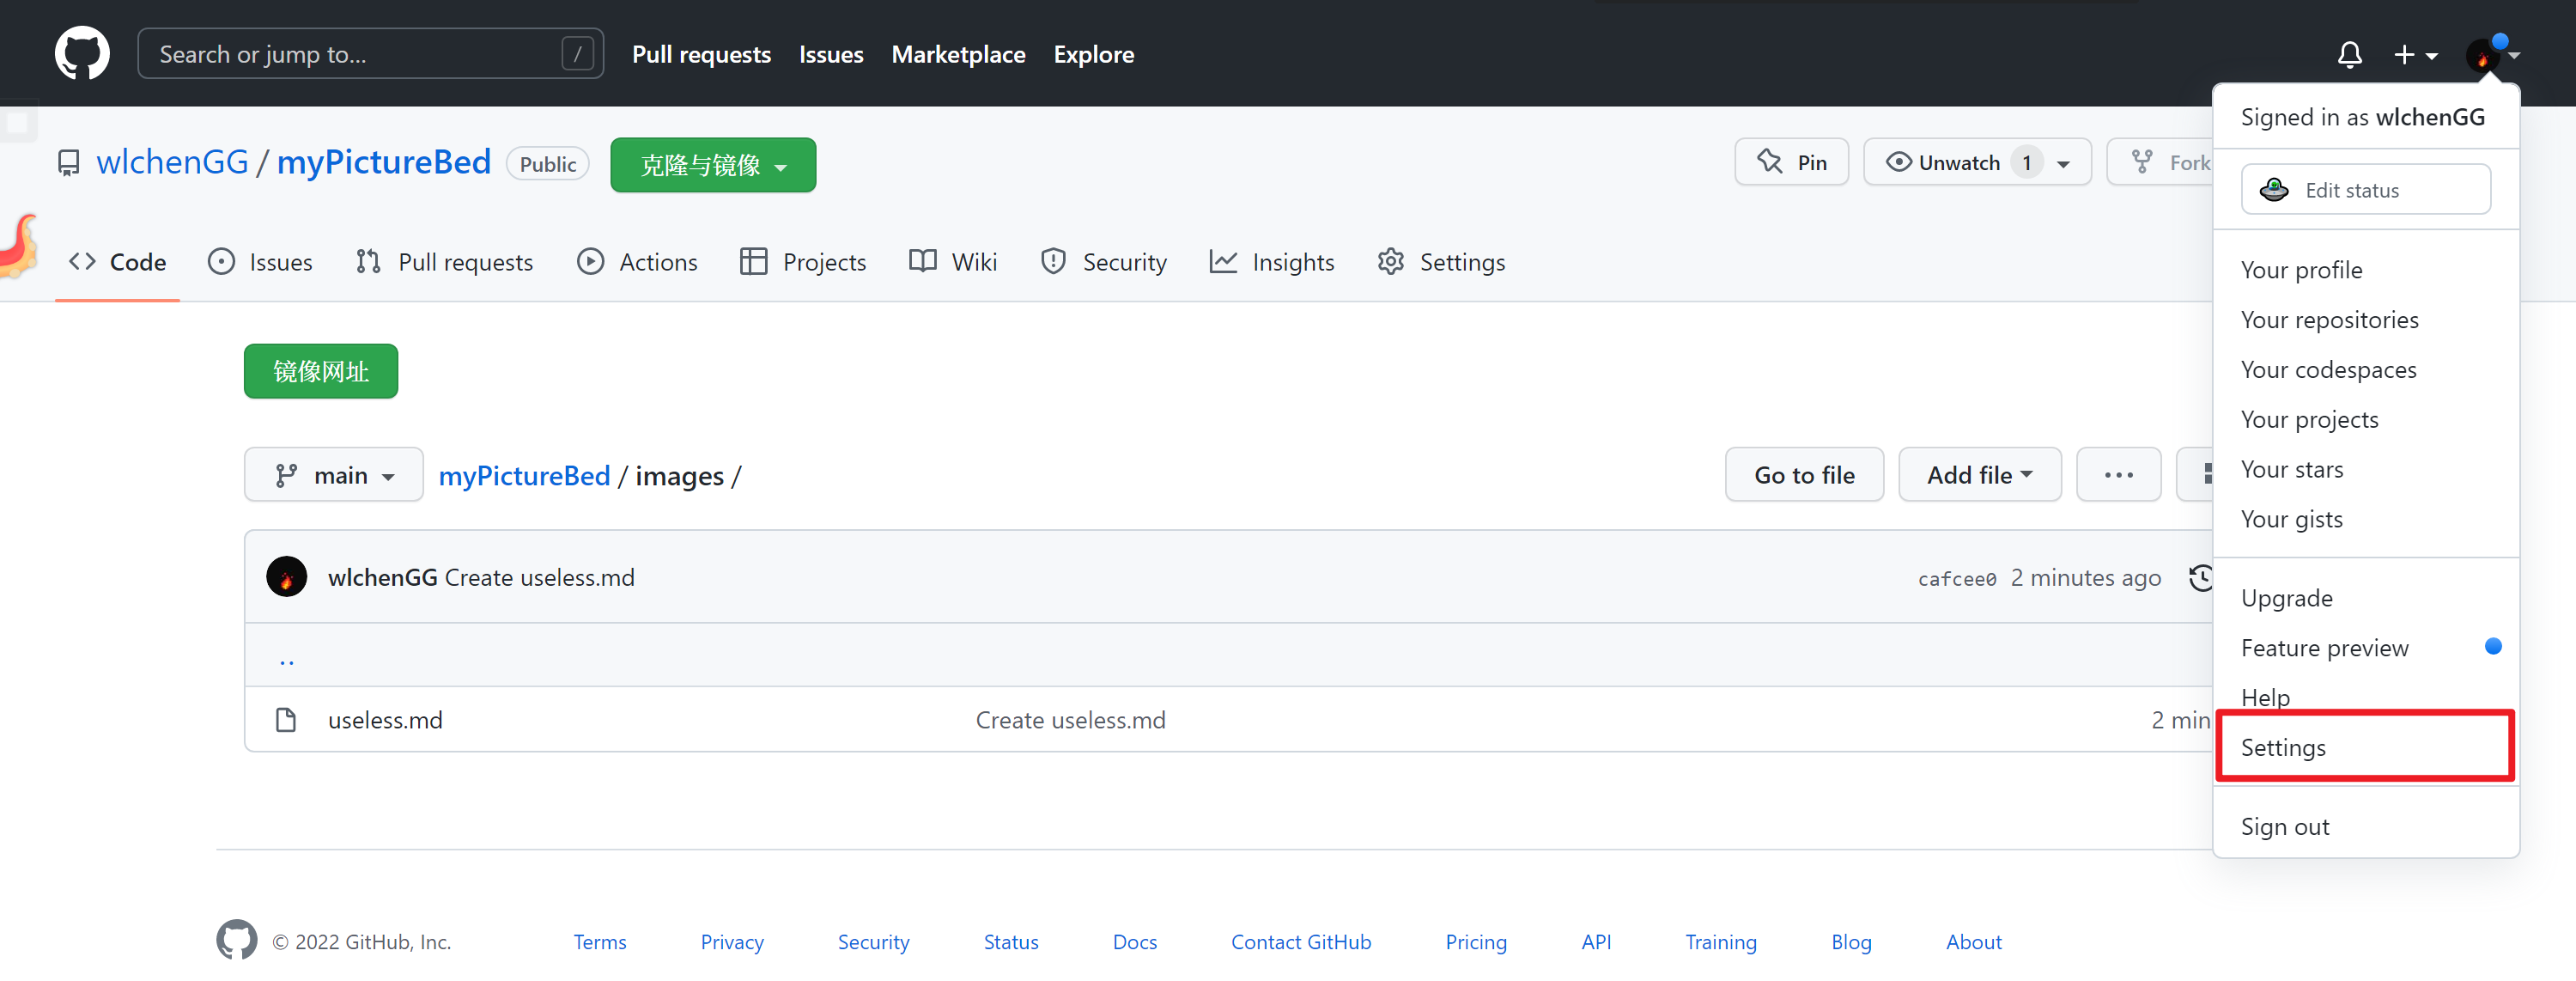 Search or jump to... /
Pull requests Issues Marketplace Explore
Signed in as wlchenGG
wlchenGG / myPictureBed Public 克隆与镜像
Pin Unwatch 1 Fork
Edit status
Code Issues Pull requests Actions Projects Wiki Security Insights Settings
Your profile
Your repositories
Your codespaces
Your projects
Your stars
Your gists
Upgrade
Feature preview
Help
Settings
Sign out
镜像网址
main myPictureBed / images /
Go to file Add file ...
wlchenGG Create useless.md cafcee0 2 minutes ago
..
useless.md Create useless.md 2 min
© 2022 GitHub, Inc. Terms Privacy Security Status Docs Contact GitHub Pricing API Training Blog About